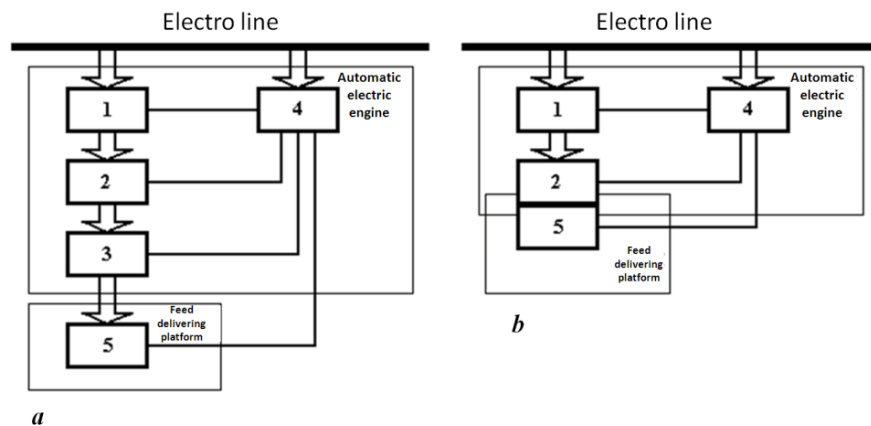 Electro line
Automatic
electric
engine
1
4
2
3
Feed
delivering
platform
5
a
Electro line
Automatic
electric
engine
1
4
2
5
Feed
delivering
platform
b